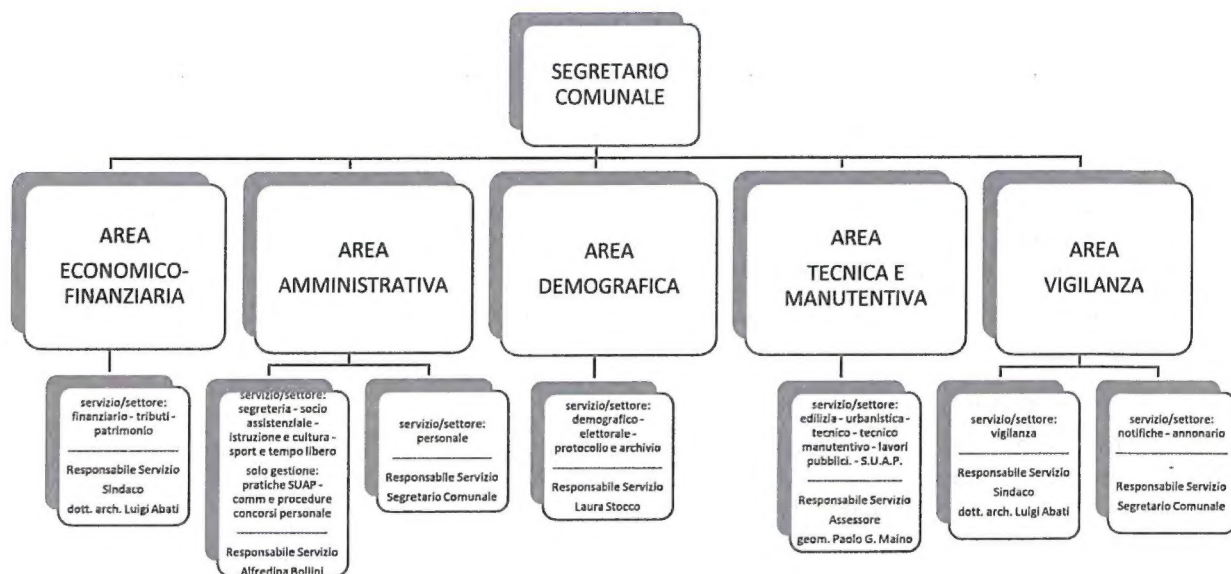 SEGRETARIO
COMUNALE
AREA
ECONOMICO-
FINANZIARIA
AREA
AMMINISTRATIVA
AREA
DEMOGRAFICA
AREA
TECNICA E
MANUTENTIVA
AREA
VIGILANZA
servizio/settore:
finanziario - tributi -
patrimonio
Responsabile Servizio
Sindaco
dott. arch. Luigi Abati
servizio/settore:
segreteria - socio
assistenziale -
istruzione e cultura -
sport e tempo libero
solo gestione:
pratiche SUAP -
comm e procedure
concorsi personale
Responsabile Servizio
Alfredina Bollini
servizio/settore:
personale
Responsabile Servizio
Segretario Comunale
servizio/settore:
demografico -
elettorale -
protocollo e archivio
Responsabile Servizio
Laura Stocco
servizio/settore:
edilizia - urbanistica -
tecnico - tecnico
manutentivo - lavori
pubblici. - S.U.A.P.
Responsabile Servizio
Assessore
geom. Paolo G. Maino
servizio/settore:
vigilanza
Responsabile Servizio
Sindaco
dott. arch. Luigi Abati
servizio/settore:
notifiche - annonario
Responsabile Servizio
Segretario Comunale